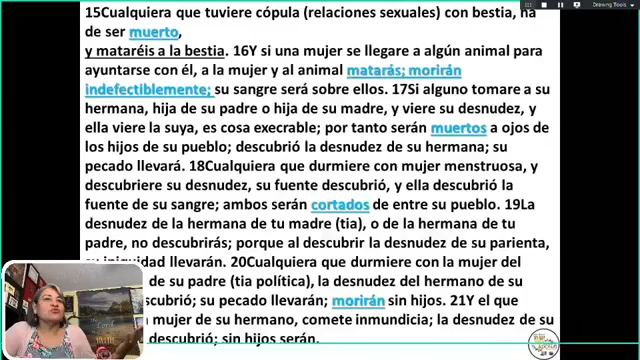 15Cualquiera que tuviere cópula (relaciones sexuales) con bestia, ha
de ser muerto,
y mataréis a la bestia. 16Y si una mujer se llegare a algún animal para
ayuntarse con él, a la mujer y al animal matarás; morirán
indefectiblemente; su sangre será sobre ellos. 17Si alguno tomare a su
hermana, hija de su padre o hija de su madre, y viere su desnudez, y
ella viere la suya, es cosa execrable; por tanto serán muertos a ojos de
los hijos de su pueblo; descubrió la desnudez de su hermana; su
pecado llevará. 18Cualquiera que durmiere con mujer menstruosa, y
descubriere su desnudez, su fuente descubrió, y ella descubrió la
fuente de su sangre; ambos serán cortados de entre su pueblo. 19La
desnudez de la hermana de tu madre (tia), o de la hermana de tu
padre, no descubrirás; porque al descubrir la desnudez de su parienta,
su iniquidad llevarán. 20Cualquiera que durmiere con la mujer del
de su padre (tia política), la desnudez del hermano de su
descubrió; su pecado llevarán; morirán sin hijos. 21Y el que
mujer de su hermano, comete inmundicia; la desnudez de su
descubrió; sin hijos serán.
Drawing Tools
Lord